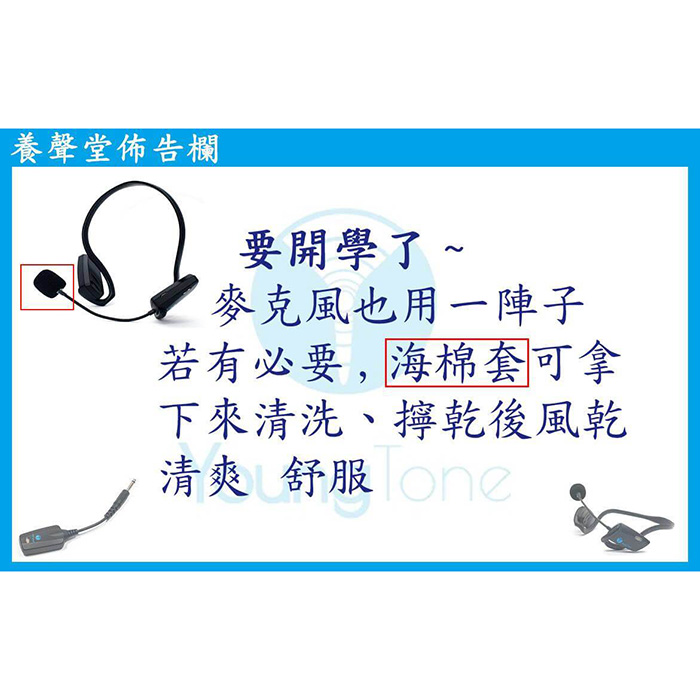 養聲堂佈告欄
要開學了~
麥克風也用一陣子
若有必要,海棉套可拿
下來清洗、擰乾後風乾
清爽 舒服
YoungTone